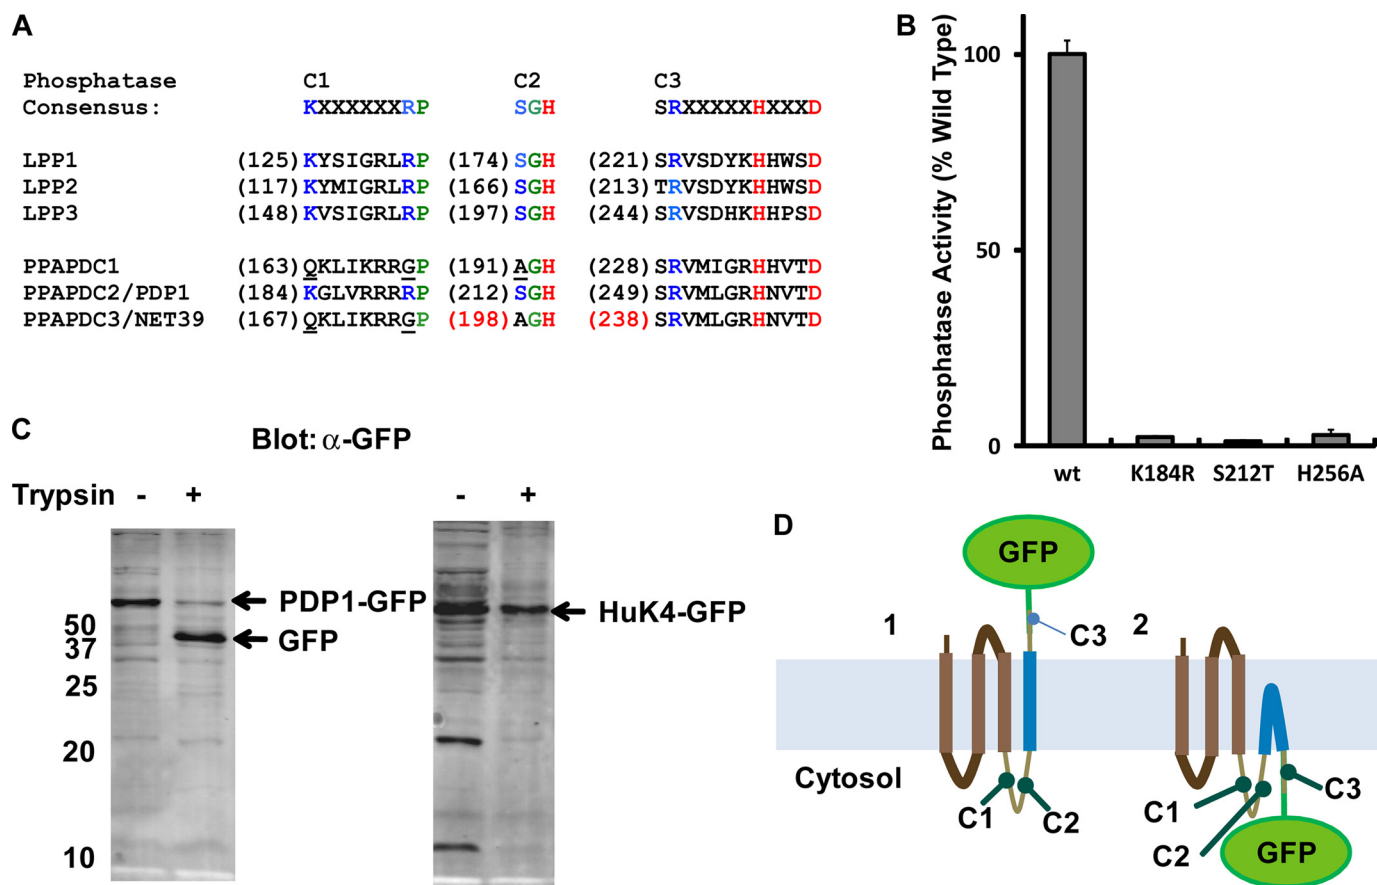 A
Phosphatase C1 C2 C3
Consensus: KXXXXXXRP SGH SRXXXXXHXXXD
LPP1 (125) KYSIGRLRP (174) SGH (221) SRVSDYKHHWSD
LPP2 (117) KYMIGRLRP (166) SGH (213) TRVSDYKHHWSD
LPP3 (148) KVSIGRLRP (197) SGH (244) SRVSDHKHHPSD
PPAPDC1 (163) QKLIKRRGP (191) AGH (228) SRVMIGRHHVTD
PPAPDC2/PDP1 (184) KGLVRRRRP (212) SGH (249) SRVMLGRHNVTD
PPAPDC3/NET39 (167) QKLIKRRGP (198) AGH (238) SRVMLGRHNVTD
B
Phosphatase Activity (% Wild Type)
100
50
0
wt K184R S212T H256A
C
Blot: α-GFP
Trypsin - + - +
PDP1-GFP
GFP
HuK4-GFP
50
37
25
20
10
D
GFP
1 C3 2
Cytosol
C1 C2
C1 C3
C2
GFP